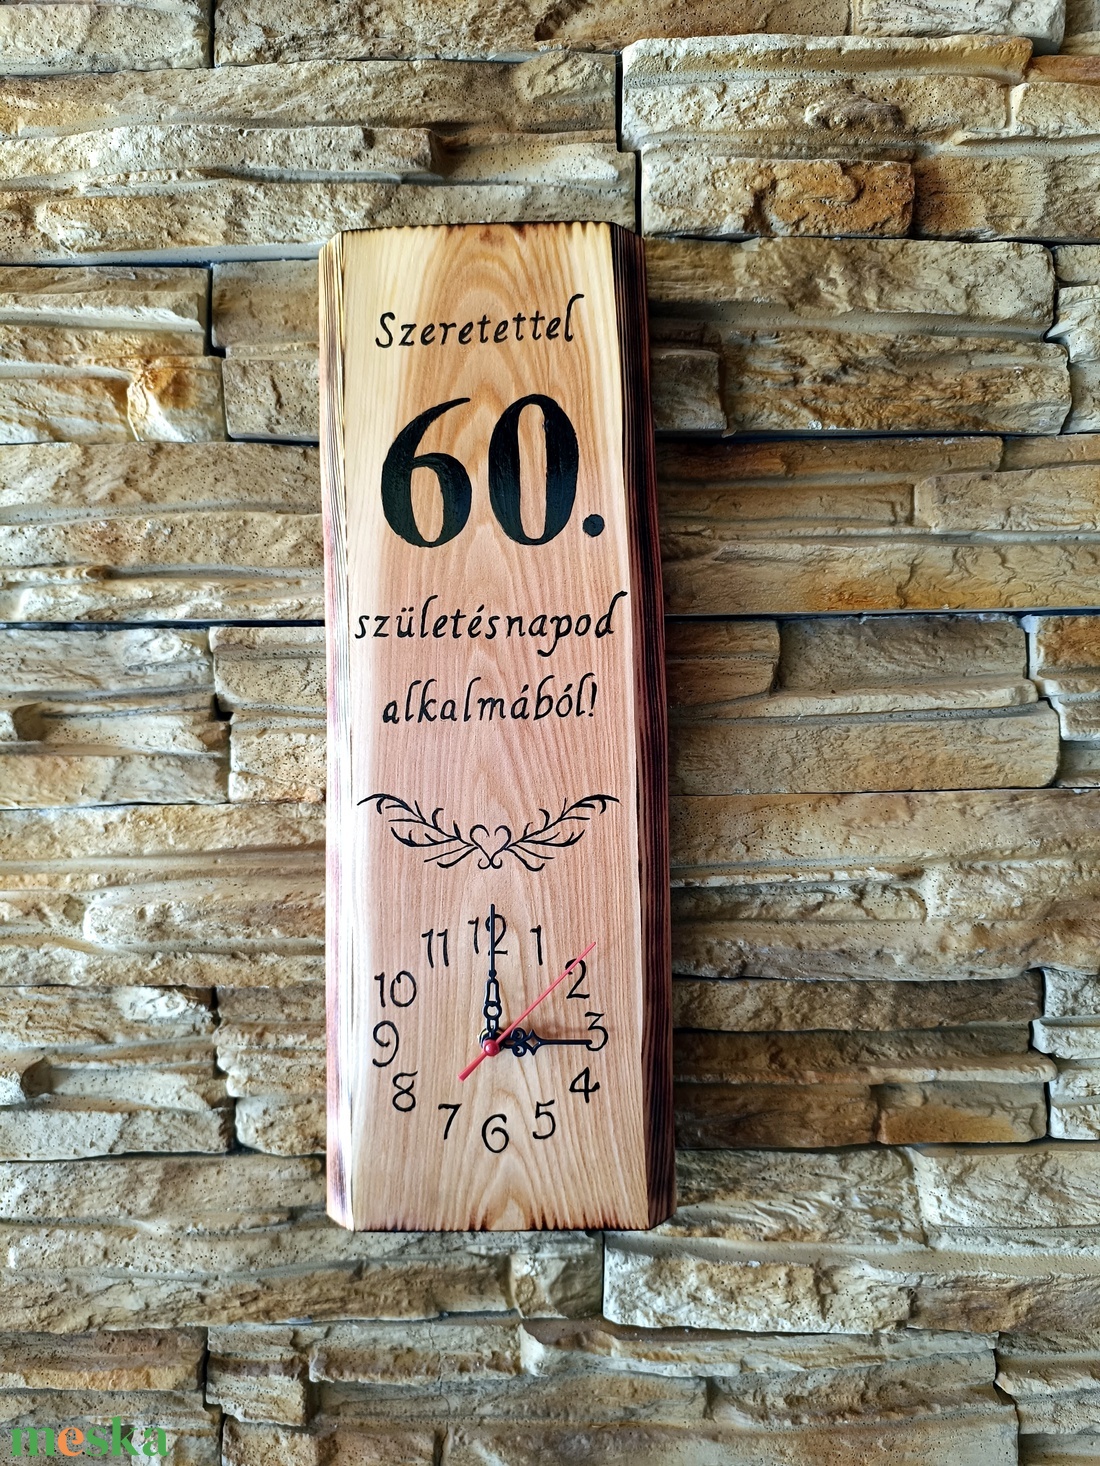 Szeretettel
60.
születésnapod
alkalmából!
11 12 1
10 2
9 3
8 4
7 6 5
meska